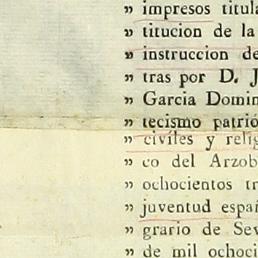 ” impresos titula
” titucion de la
” instruccion de
” tras por D. J
” Garcia Domin
” tecismo patrió
” civiles y relig
” co del Arzob
” ochocientos tr
” juventud espai
” grario de Sev
” de mil ochoci